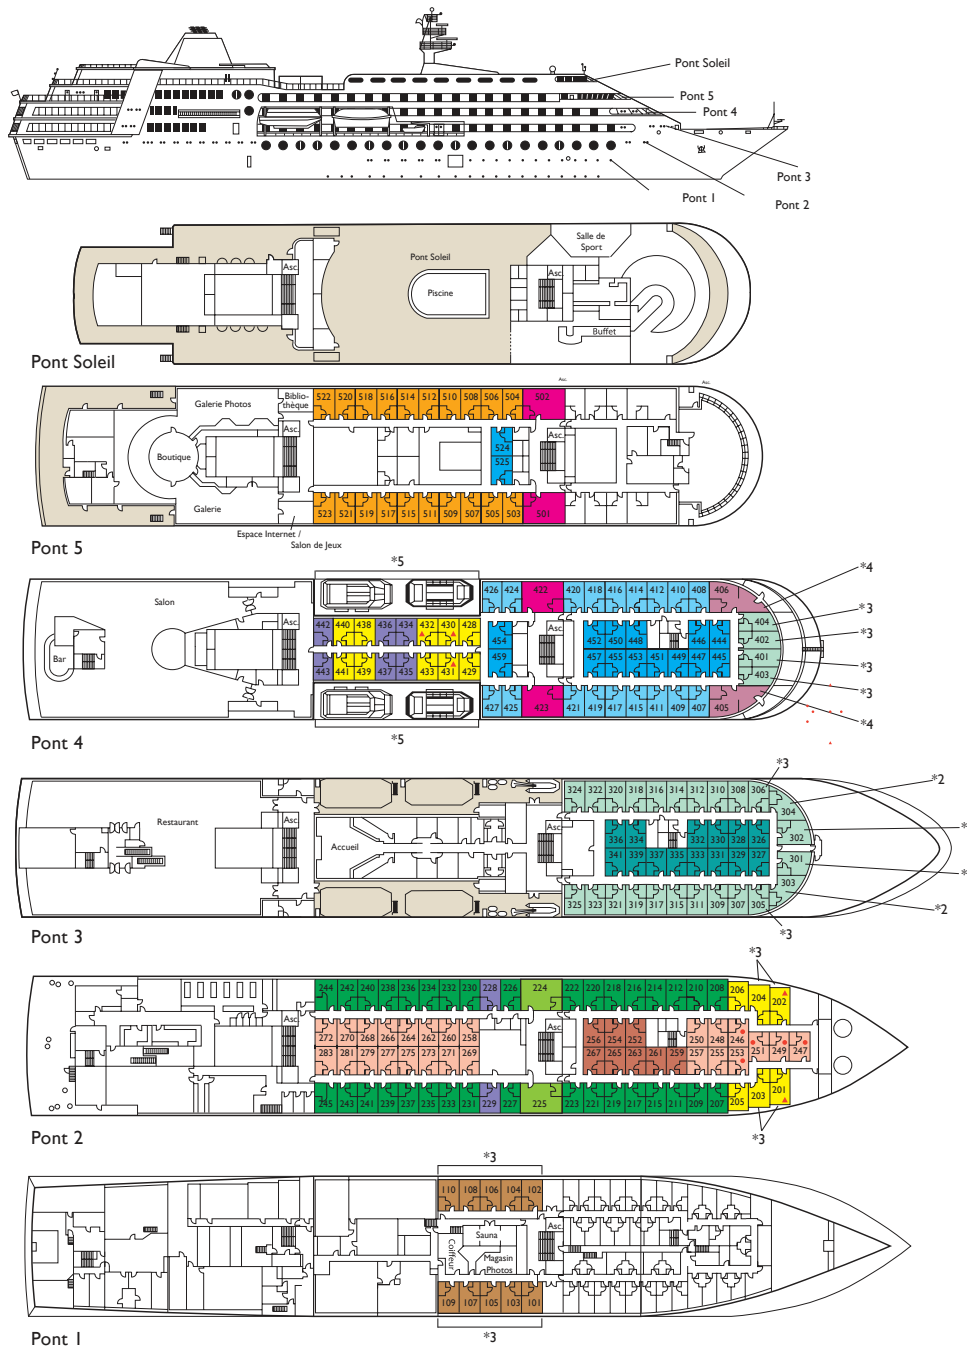 Pont Soleil
Pont 5
Pont 4
Pont 3
Pont 1
Pont 2
Salle de
Sport
Pont Soleil
Asc.
Asc.
Piscine
Buffet
Pont Soleil
Asc.
Asc.
522 520 518 516 514 512 510 508 506 504 502
Biblio-
thèque
Galerie Photos
Asc.
Asc.
524
525
Boutique
Galerie
523 521 519 517 515 511 509 507 505 503 501
Espace Internet /
Salon de Jeux
Pont 5
*5
*4
426 424 422 420 418 416 414 412 410 408 406
Salon
*3
404
442 440 438 436 434 432 430 428
Asc.
Asc.
454 452 450 448 446 444
402
*3
Bar
459 457 455 453 451 449 447 445
401
443 441 439 437 435 433 431 429
*3
403
*3
427 425 423 421 419 417 415 411 409 407 405
*4
*5
Pont 4
*3
*2
324 322 320 318 316 314 312 310 308 306
304
Restaurant
Asc.
Asc.
Accueil
336 334 332 330 328 326
302
*
341 339 337 335 333 331 329 327
301
*
303
325 323 321 319 317 315 311 309 307 305
*2
*3
Pont 3
*3
244 242 240 238 236 234 232 230 228 226 224 222 220 218 216 214 212 210 208 206 204 202
Asc.
Asc.
272 270 268 266 264 262 260 258
256 254 252 250 248 246
283 281 279 277 265 273 271 269
267 265 263 261 259 257 255 253 251 249 247
245 243 241 239 237 235 233 231 229 227 225 223 221 219 217 215 211 209 207 205 203 201
*3
Pont 2
*3
110 108 106 104 102
Asc.
Sauna
Coiffeur
Magasin
Photos
109 107 105 103 101
*3
Pont 1